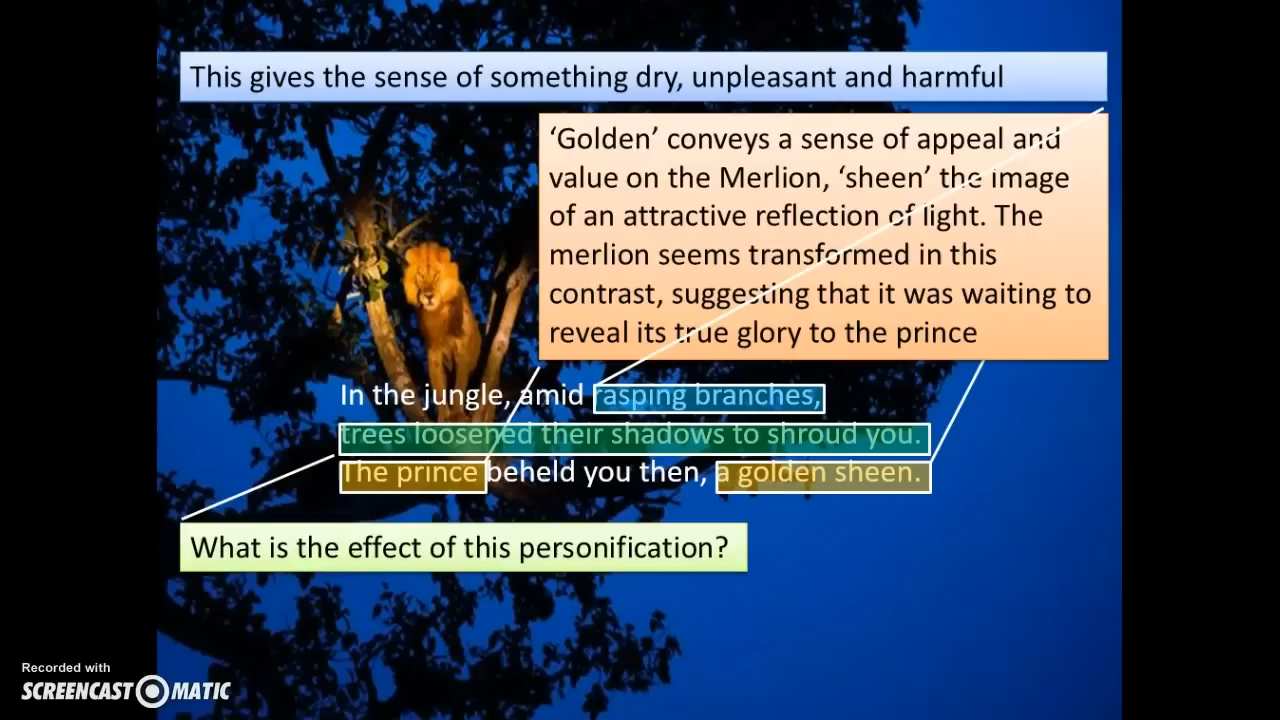 This gives the sense of something dry, unpleasant and harmful
‘Golden’ conveys a sense of appeal and
value on the Merlion, ‘sheen’ the image
of an attractive reflection of light. The
merlion seems transformed in this
contrast, suggesting that it was waiting to
reveal its true glory to the prince
In the jungle, amid rasping branches,
trees loosened their shadows to shroud you.
The prince beheld you then, a golden sheen.
What is the effect of this personification?
Recorded with
SCREENCAST MATIC